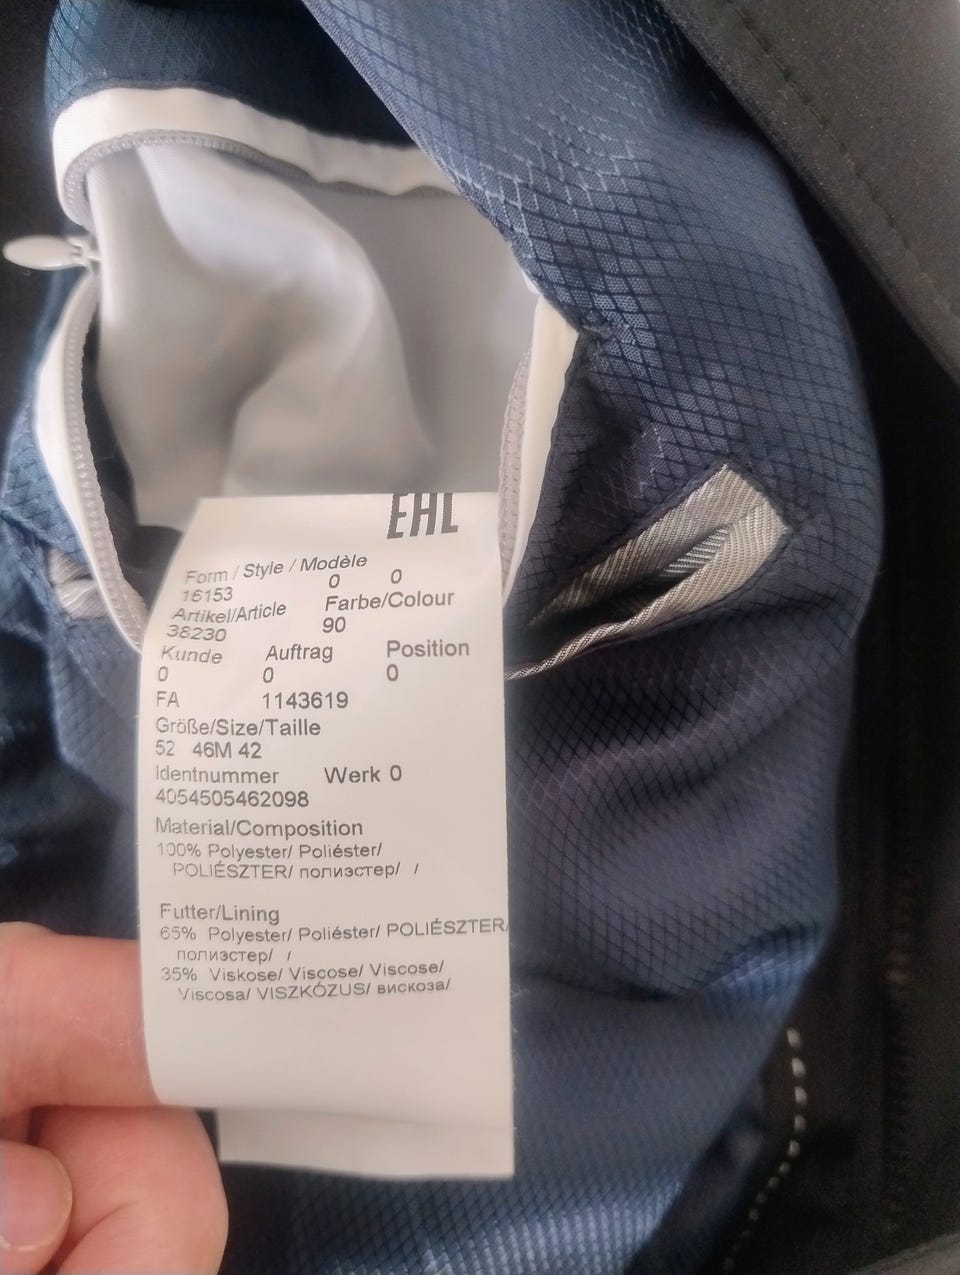 EAC
Form / Style / Modèle
16153 0 0
Artikel/Article Farbe/Colour
38230 90
Kunde Auftrag Position
0 0 0
FA 1143619
Größe/Size/Taille
52 46M 42
Identnummer Werk 0
4054505462098
Material/Composition
100% Polyester/ Poliéster/
POLIÉSZTER/ полиэстер/ /
Futter/Lining
65% Polyester/ Poliéster/ POLIÉSZTER/
полиэстер/ /
35% Viskose/ Viscose/ Viscose/
Viscosa/ VISZKÓZUS/ вискоза/